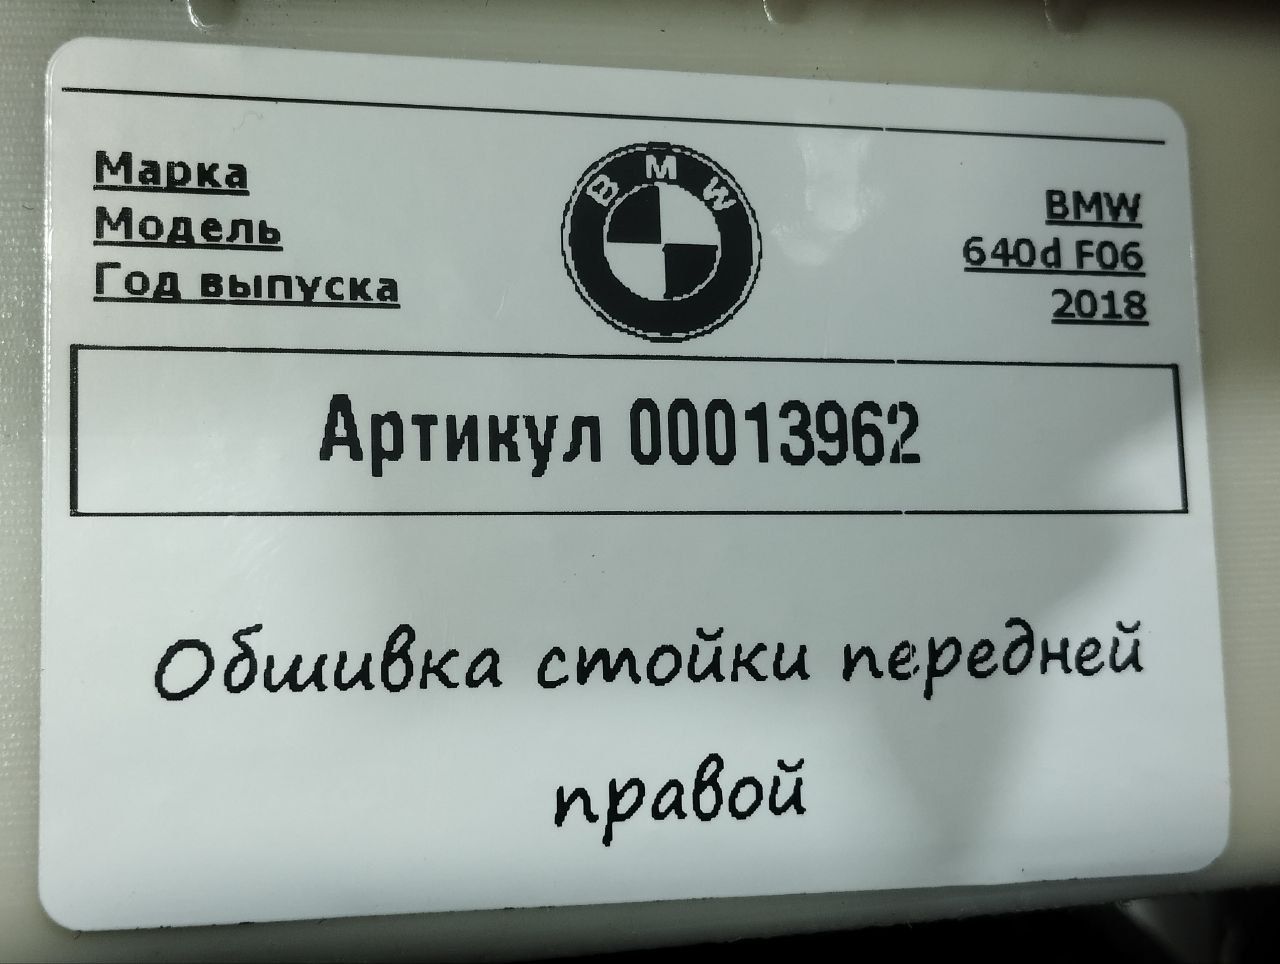 Марка
Модель
Год выпуска
BMW
BMW
640d F06
2018
Артикул 00013962
Обшивка стойки передней
правой